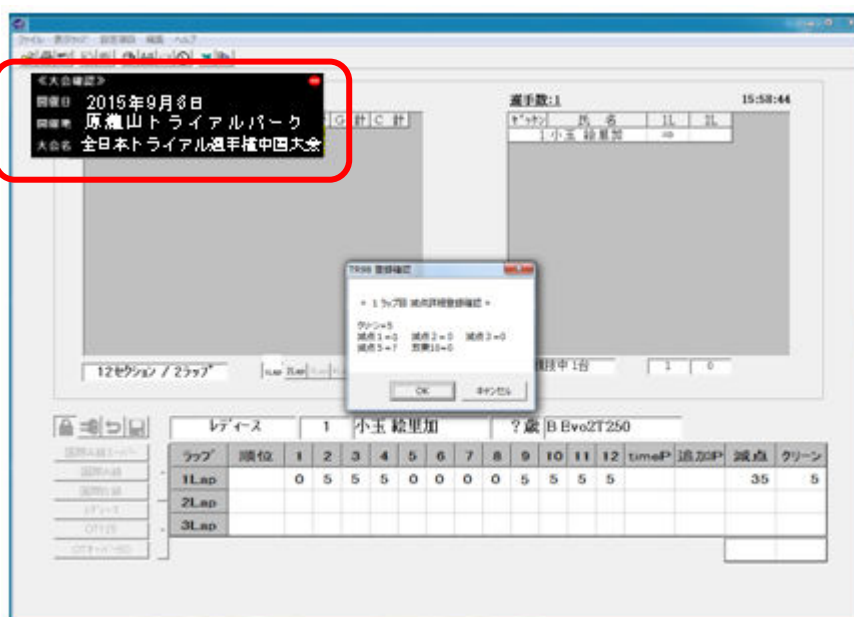 ≪大会確認≫
開催日 2015年9月6日
開催地 原瀧山トライアルパーク
大会名 全日本トライアル選手権中国大会
G 計 C 計
選手数:1
15:58:44
ｾﾞｯｹﾝ 氏 名 1L 2L
1 小玉 絵里加 ⇒
TR98 登録確認
* 1 ラップ目 減点詳細登録確認 *
クリーン=5
減点1=0 減点2=0 減点3=0
減点5=7
OK キャンセル
12ｾｸｼｮﾝ / 2ﾗｯﾌﾟ
競技中 1台
1 0
レディース 1 小玉 絵里加 ？歳 B Evo2T250
ラップ 順位 1 2 3 4 5 6 7 8 9 10 11 12 timeP 追加P 減点 クリーン
1Lap 0 5 5 5 0 0 0 0 5 5 5 5 35 5
2Lap
3Lap